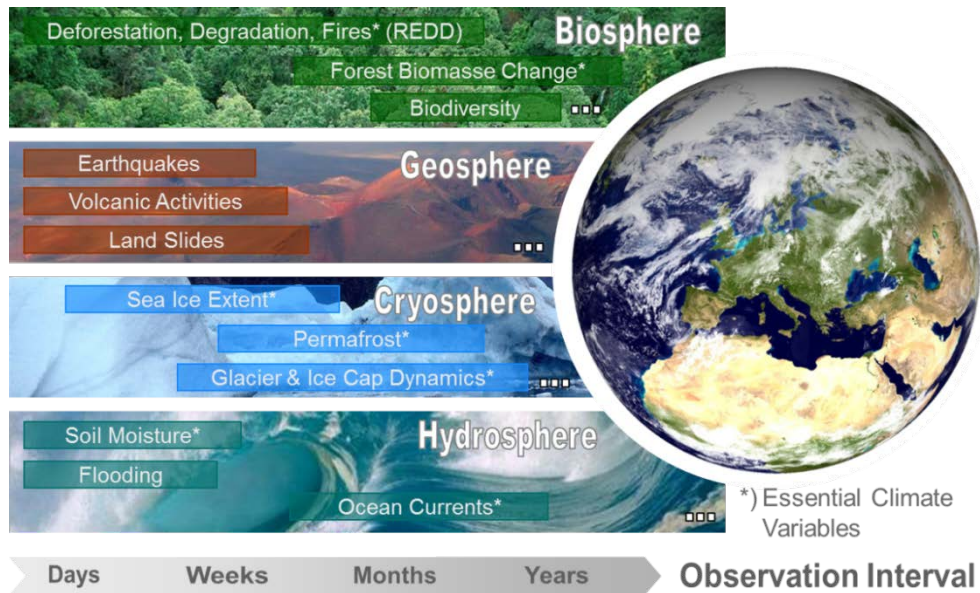 Deforestation, Degradation, Fires* (REDD)
Biosphere
Forest Biomasse Change*
Biodiversity
Earthquakes
Geosphere
Volcanic Activities
Land Slides
Sea Ice Extent*
Cryosphere
Permafrost*
Glacier & Ice Cap Dynamics*
Soil Moisture*
Hydrosphere
Flooding
Ocean Currents*
*) Essential Climate
Variables
Days Weeks Months Years Observation Interval